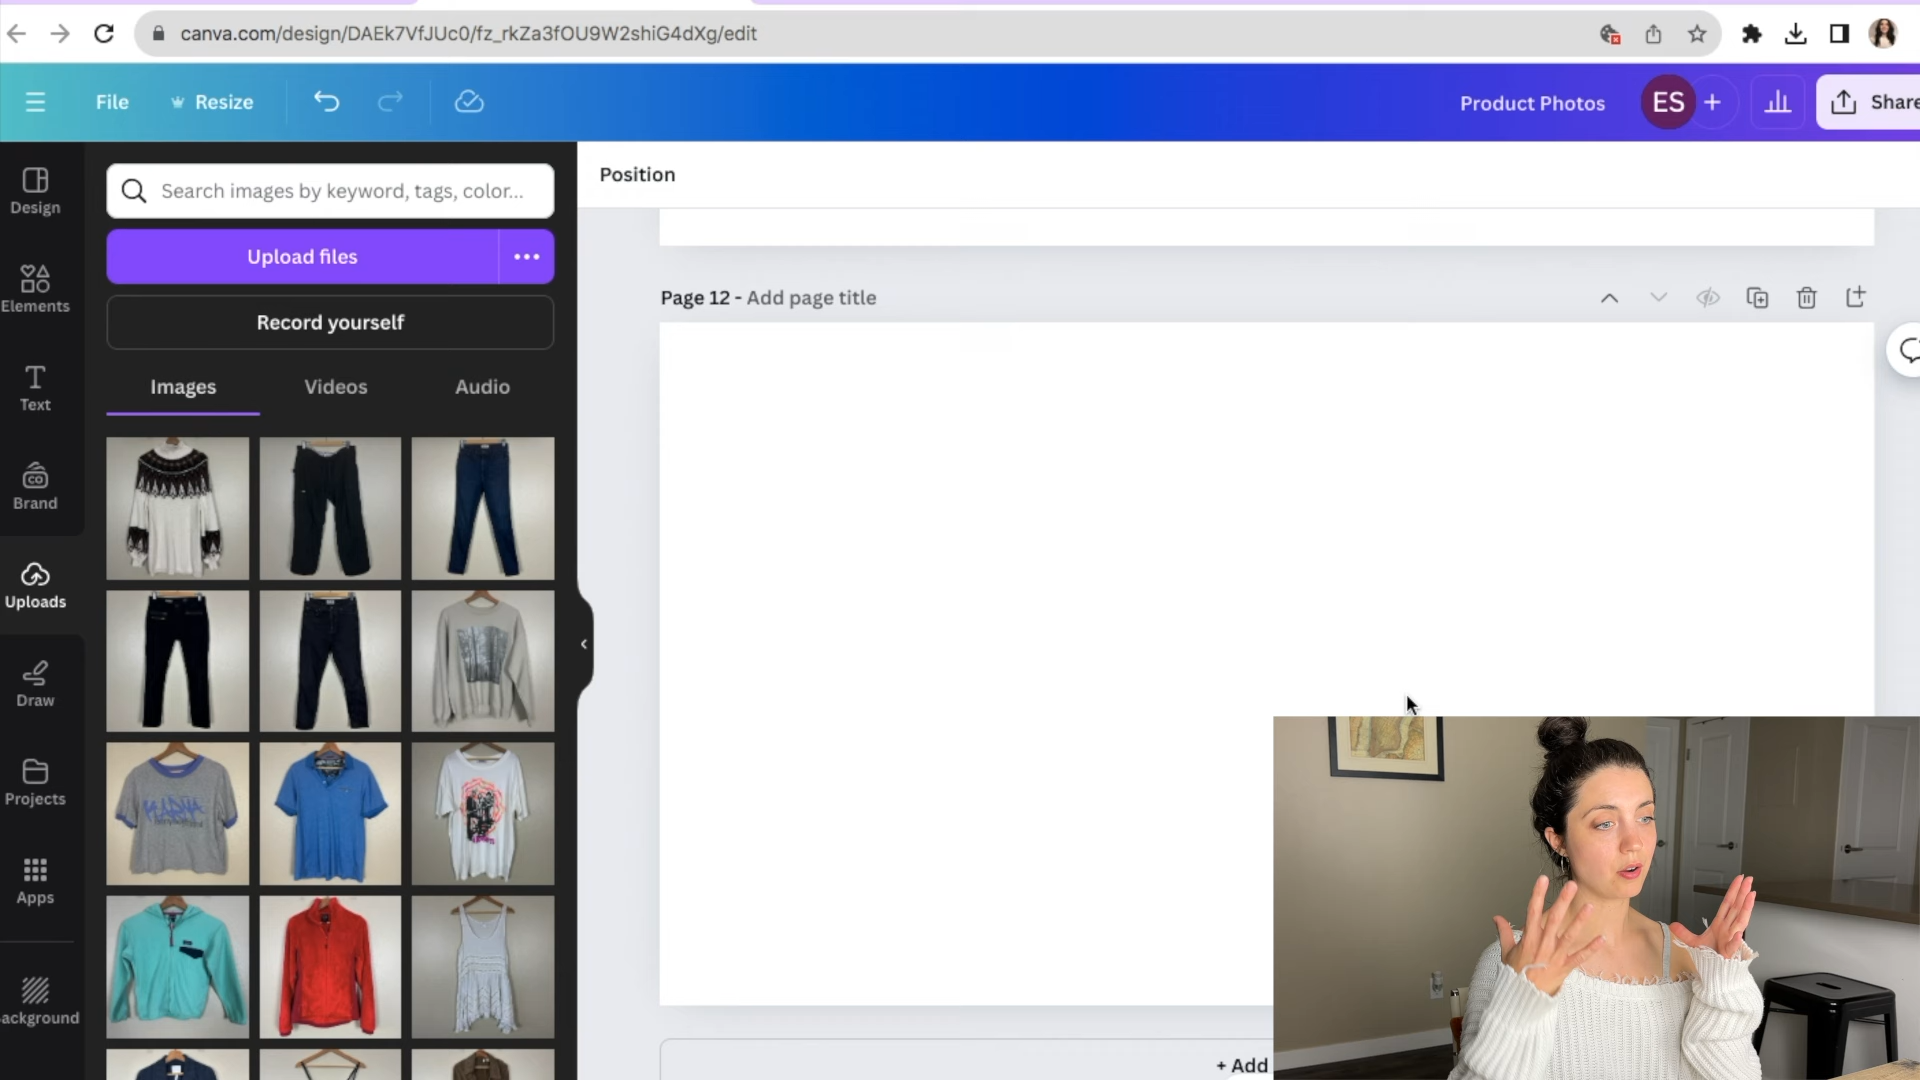 canva.com/design/DAEk7VfJUc0/fz_rkZa3fOU9W2shiG4dXg/edit
File
Resize
Product Photos
ES
+
Share
Design
Elements
Text
Brand
Uploads
Draw
Projects
Apps
ackground
Search images by keyword, tags, color...
Upload files
Record yourself
Images Videos Audio
Position
Page 12 - Add page title
+ Add